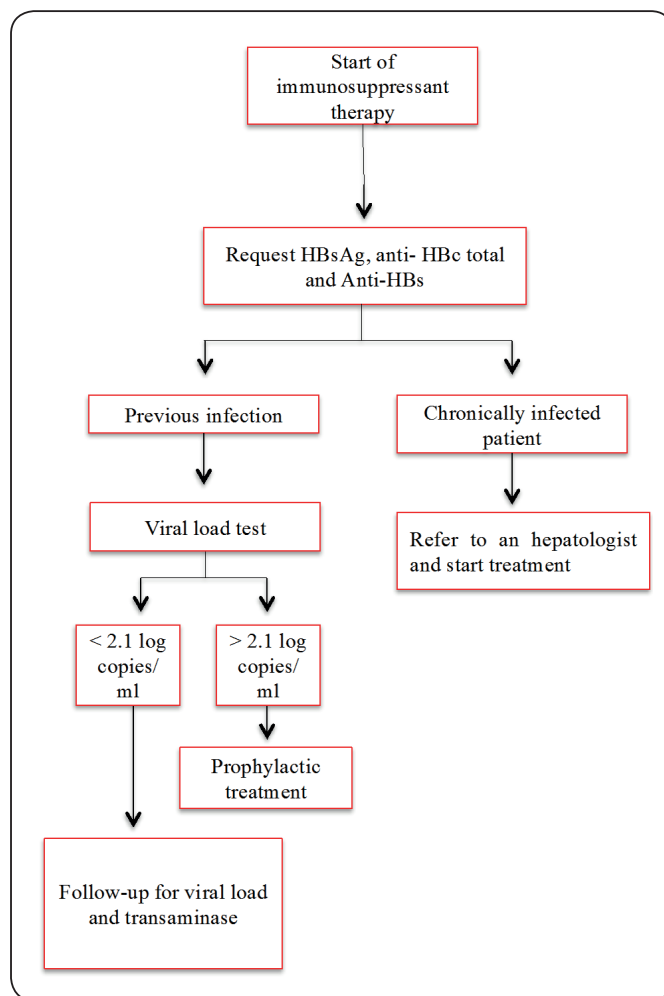 Start of
immunosuppressant
therapy
Request HBsAg, anti- HBc total
and Anti-HBs
Previous infection
Chronically infected
patient
Viral load test
Refer to an hepatologist
and start treatment
< 2.1 log
copies/
ml
> 2.1 log
copies/
ml
Prophylactic
treatment
Follow-up for viral load
and transaminase